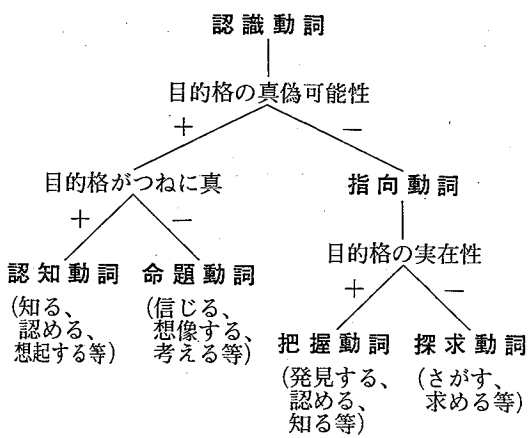 認識動詞
目的格の真偽可能性
+ −
目的格がつねに真 指向動詞
+ −
目的格の実在性
認知動詞 命題動詞
+ −
(知る、 (信じる、
認める、 想像する、
想起する等) 考える等)
把握動詞 探求動詞
(発見する、 (さがす、
認める、 求める等)
知る等)